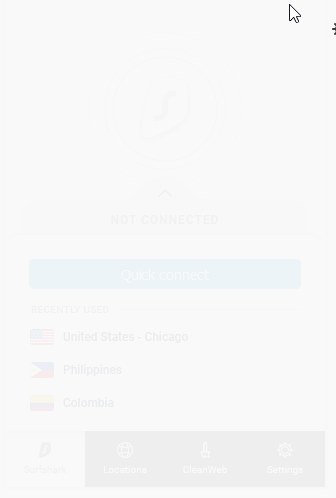 NOT CONNECTED
Quick connect
RECENTLY USED
United States - Chicago
Philippines
Colombia
Surfshark
Locations
CleanWeb
Settings